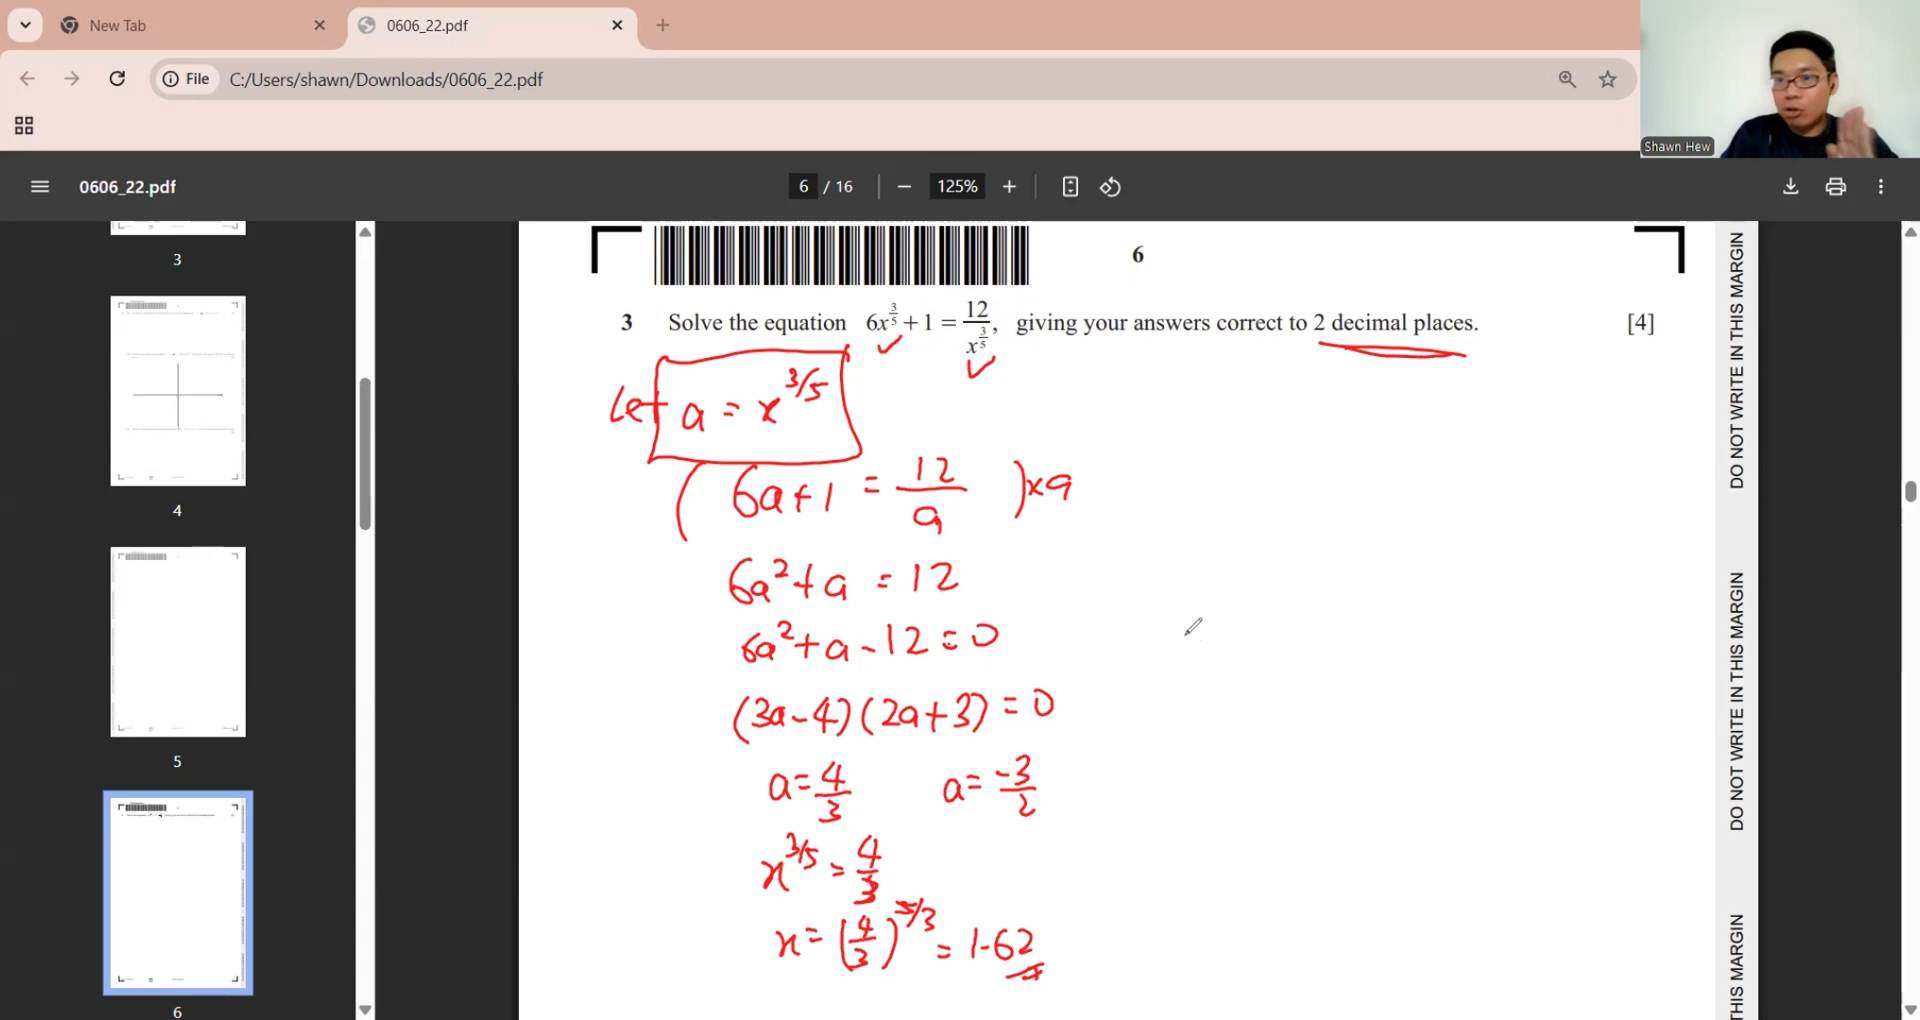 New Tab
0606_22.pdf
File C:/Users/shawn/Downloads/0606_22.pdf
Shawn Hew
0606_22.pdf
6 / 16
125%
3
4
5
6
6
3 Solve the equation 6x^{3/5} + 1 = 12/x^{3/5}, giving your answers correct to 2 decimal places. [4]
Let a = x^{3/5}
( 6a+1 = 12/a )×a
6a²+a = 12
6a²+a-12=0
(3a-4)(2a+3)=0
a=4/3 a=-3/2
x^{3/5} = 4/3
x = (4/3)^{5/3} = 1.62
DO NOT WRITE IN THIS MARGIN
DO NOT WRITE IN THIS MARGIN
THIS MARGIN